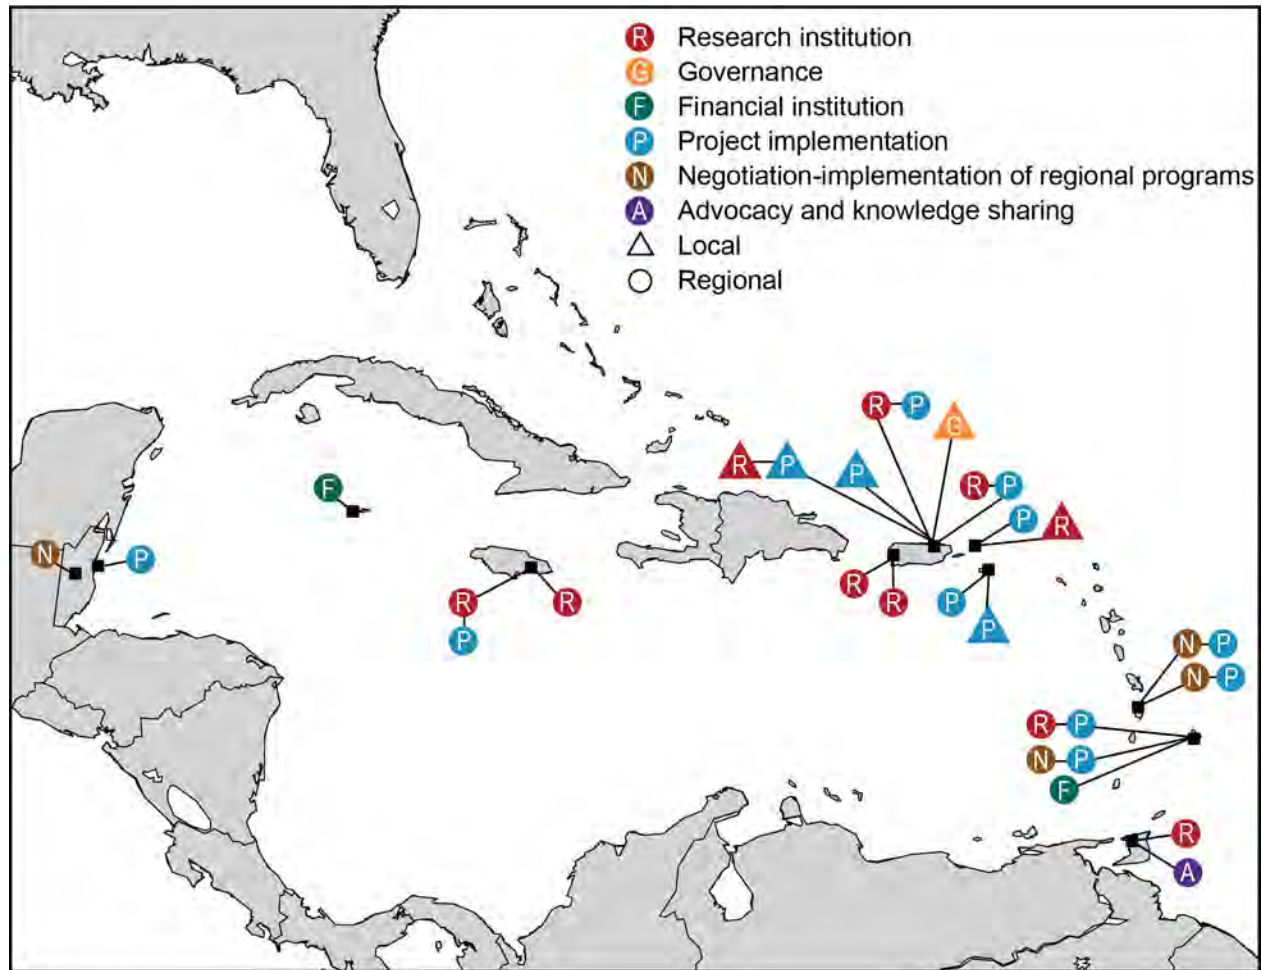 R Research institution
G Governance
F Financial institution
P Project implementation
N Negotiation-implementation of regional programs
A Advocacy and knowledge sharing
Local
Regional
R P
G
R P
P
F
R P
P
R
N
P
R
R
R
R
P
P
P
N P
N P
R P
N P
F
R
A